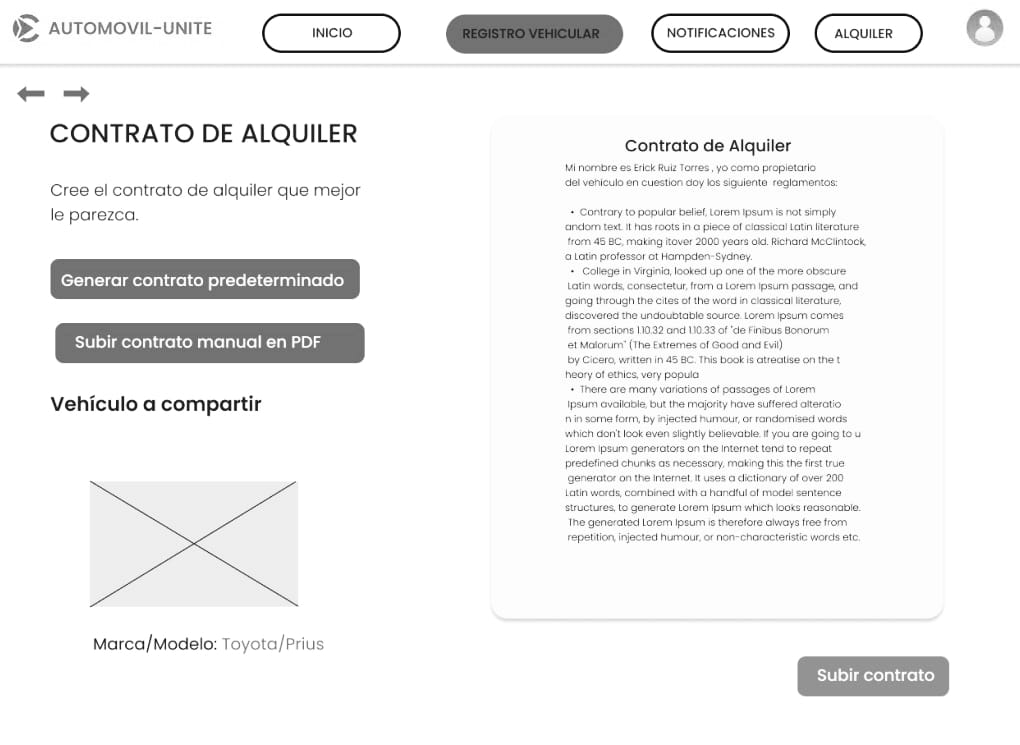 AUTOMOVIL-UNITE
INICIO
REGISTRO VEHICULAR
NOTIFICACIONES
ALQUILER
CONTRATO DE ALQUILER
Cree el contrato de alquiler que mejor
le parezca.
Generar contrato predeterminado
Subir contrato manual en PDF
Vehículo a compartir
Marca/Modelo: Toyota/Prius
Contrato de Alquiler
Mi nombre es Erick Ruiz Torres , yo como propietario
del vehiculo en cuestion doy los siguiente reglamentos:
• Contrary to popular belief, Lorem Ipsum is not simply
andom text. It has roots in a piece of classical Latin literature
from 45 BC, making itover 2000 years old. Richard McClintock,
a Latin professor at Hampden-Sydney.
• College in Virginia, looked up one of the more obscure
Latin words, consectetur, from a Lorem Ipsum passage, and
going through the cites of the word in classical literature,
discovered the undoubtable source. Lorem Ipsum comes
from sections 1.10.32 and 1.10.33 of "de Finibus Bonorum
et Malorum" (The Extremes of Good and Evil)
by Cicero, written in 45 BC. This book is atreatise on the t
heory of ethics, very popula
• There are many variations of passages of Lorem
Ipsum available, but the majority have suffered alteratio
n in some form, by injected humour, or randomised words
which don't look even slightly believable. If you are going to u
Lorem Ipsum generators on the Internet tend to repeat
predefined chunks as necessary, making this the first true
generator on the Internet. It uses a dictionary of over 200
Latin words, combined with a handful of model sentence
structures, to generate Lorem Ipsum which looks reasonable.
The generated Lorem Ipsum is therefore always free from
repetition, injected humour, or non-characteristic words etc.
Subir contrato